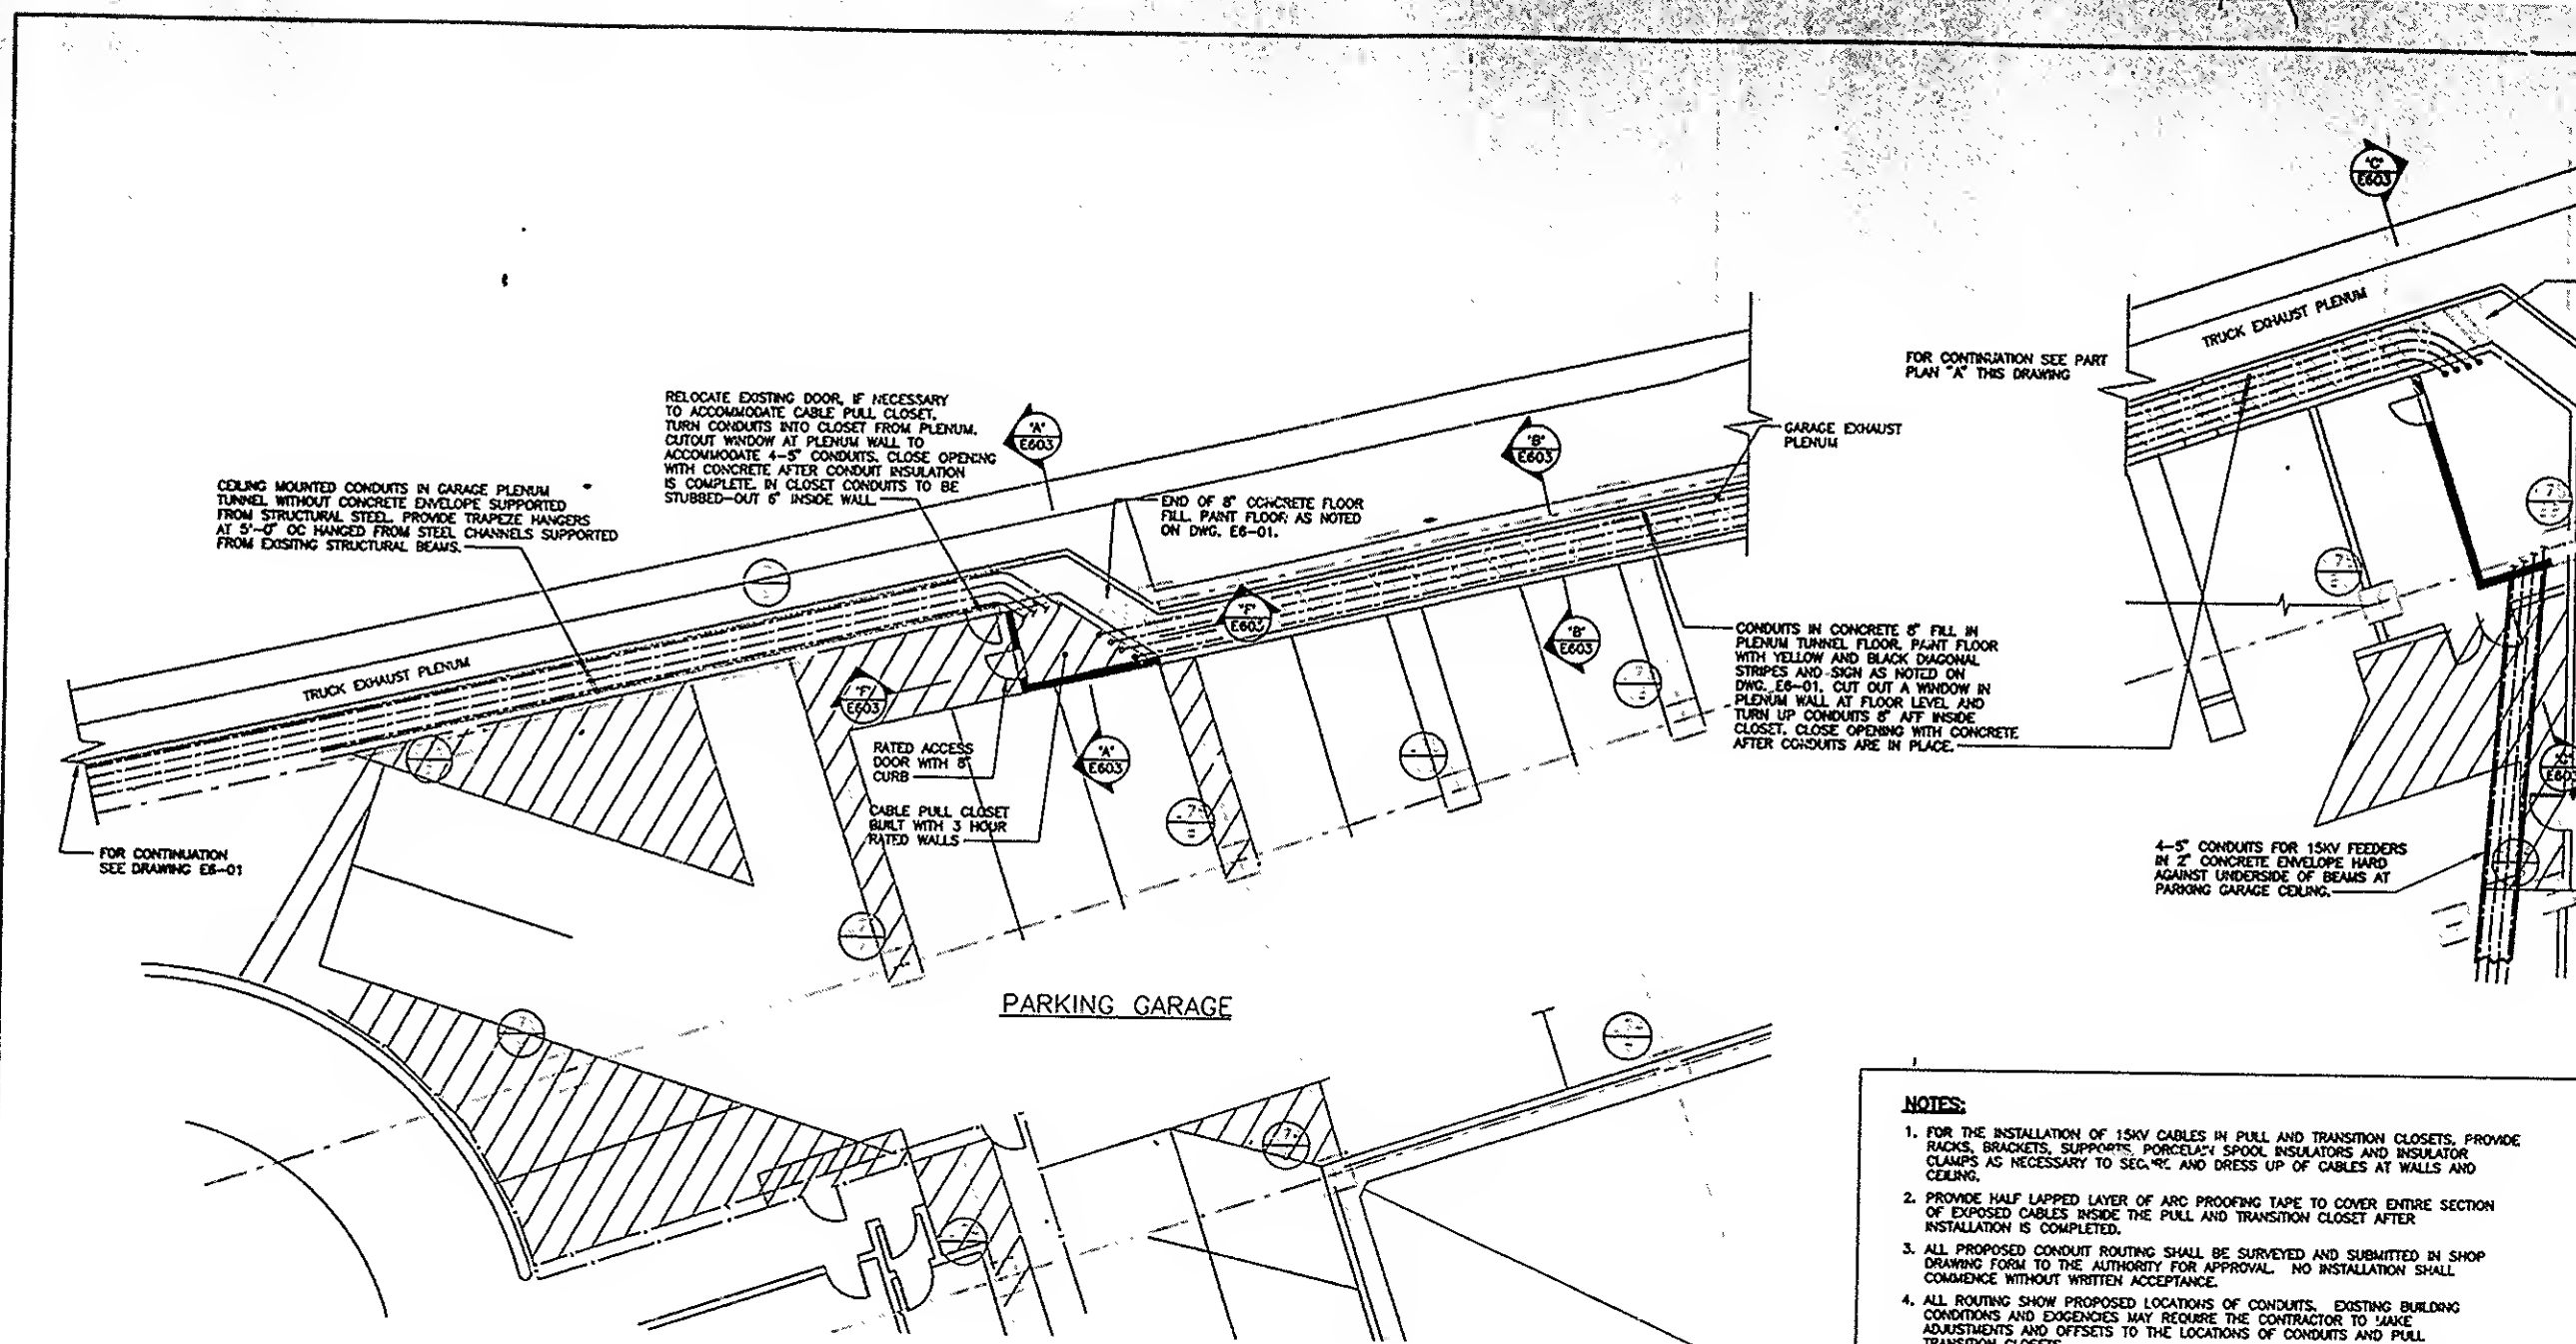 "C"
E603
TRUCK EXHAUST PLENUM
FOR CONTINUATION SEE PART
PLAN "A" THIS DRAWING
RELOCATE EXISTING DOOR, IF NECESSARY
TO ACCOMMODATE CABLE PULL CLOSET.
TURN CONDUITS INTO CLOSET FROM PLENUM.
CUTOUT WINDOW AT PLENUM WALL TO
ACCOMMODATE 4-5" CONDUITS. CLOSE OPENING
WITH CONCRETE AFTER CONDUIT INSULATION
IS COMPLETE. IN CLOSET CONDUITS TO BE
STUBBED-OUT 6" INSIDE WALL
"A"
E603
"B"
E603
GARAGE EXHAUST
PLENUM
CEILING MOUNTED CONDUITS IN GARAGE PLENUM
TUNNEL WITHOUT CONCRETE ENVELOPE SUPPORTED
FROM STRUCTURAL STEEL. PROVIDE TRAPEZE HANGERS
AT 5'-0" OC HANGED FROM STEEL CHANNELS SUPPORTED
FROM EXISITNG STRUCTURAL BEAMS.
END OF 8" CONCRETE FLOOR
FILL. PAINT FLOOR AS NOTED
ON DWG. E6-01.
"F"
E603
"B"
E603
CONDUITS IN CONCRETE 8" FILL IN
PLENUM TUNNEL FLOOR. PAINT FLOOR
WITH YELLOW AND BLACK DIAGONAL
STRIPES AND SIGN AS NOTED ON
DWG. E6-01. CUT OUT A WINDOW IN
PLENUM WALL AT FLOOR LEVEL AND
TURN UP CONDUITS 8" AFF INSIDE
CLOSET. CLOSE OPENING WITH CONCRETE
AFTER CONDUITS ARE IN PLACE.
TRUCK EXHAUST PLENUM
"F"
E603
RATED ACCESS
DOOR WITH 8"
CURB
"A"
E603
CABLE PULL CLOSET
BUILT WITH 3 HOUR
RATED WALLS
FOR CONTINUATION
SEE DRAWING E6-01
"C"
E603
4-5" CONDUITS FOR 15KV FEEDERS
IN 2" CONCRETE ENVELOPE HARD
AGAINST UNDERSIDE OF BEAMS AT
PARKING GARAGE CEILING.
PARKING GARAGE
NOTES:
1. FOR THE INSTALLATION OF 15KV CABLES IN PULL AND TRANSITION CLOSETS, PROVIDE
RACKS, BRACKETS, SUPPORTS, PORCELAIN SPOOL INSULATORS AND INSULATOR
CLAMPS AS NECESSARY TO SECURE AND DRESS UP OF CABLES AT WALLS AND
CEILING.
2. PROVIDE HALF LAPPED LAYER OF ARC PROOFING TAPE TO COVER ENTIRE SECTION
OF EXPOSED CABLES INSIDE THE PULL AND TRANSITION CLOSET AFTER
INSTALLATION IS COMPLETED.
3. ALL PROPOSED CONDUIT ROUTING SHALL BE SURVEYED AND SUBMITTED IN SHOP
DRAWING FORM TO THE AUTHORITY FOR APPROVAL. NO INSTALLATION SHALL
COMMENCE WITHOUT WRITTEN ACCEPTANCE.
4. ALL ROUTING SHOW PROPOSED LOCATIONS OF CONDUITS. EXISTING BUILDING
CONDITIONS AND EXIGENCIES MAY REQUIRE THE CONTRACTOR TO MAKE
ADJUSTMENTS AND OFFSETS TO THE LOCATIONS OF CONDUITS AND PULL
TRANSITION CLOSETS